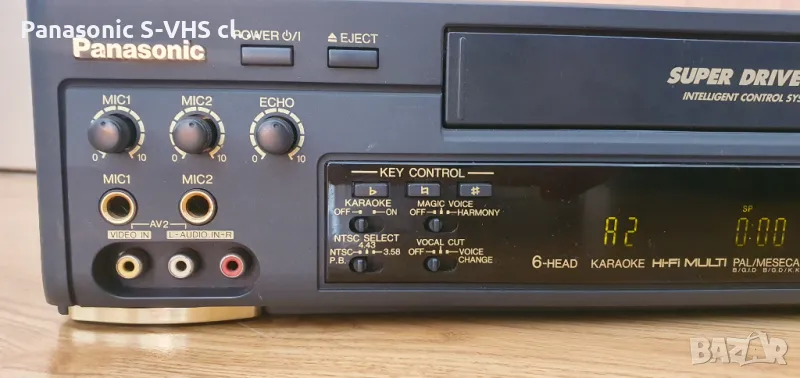 Panasonic S-VHS cl.
Panasonic
POWER ⏻/I
⏏ EJECT
SUPER DRIVE
INTELLIGENT CONTROL SYS
MIC1 MIC2 ECHO
0 10 0 10 0 10
MIC1 MIC2
AV2
VIDEO IN L-AUDIO IN-R
KEY CONTROL
♭ ♮ ♯
KARAOKE
OFF ON
MAGIC VOICE
OFF HARMONY
NTSC SELECT
4.43
NTSC 3.58
P.B.
VOCAL CUT
OFF VOICE
CHANGE
A2
SP
0:00
6-HEAD KARAOKE HI-FI MULTI PAL/MESECA
B/G,I/D B/G,D/K,K
BAZAR